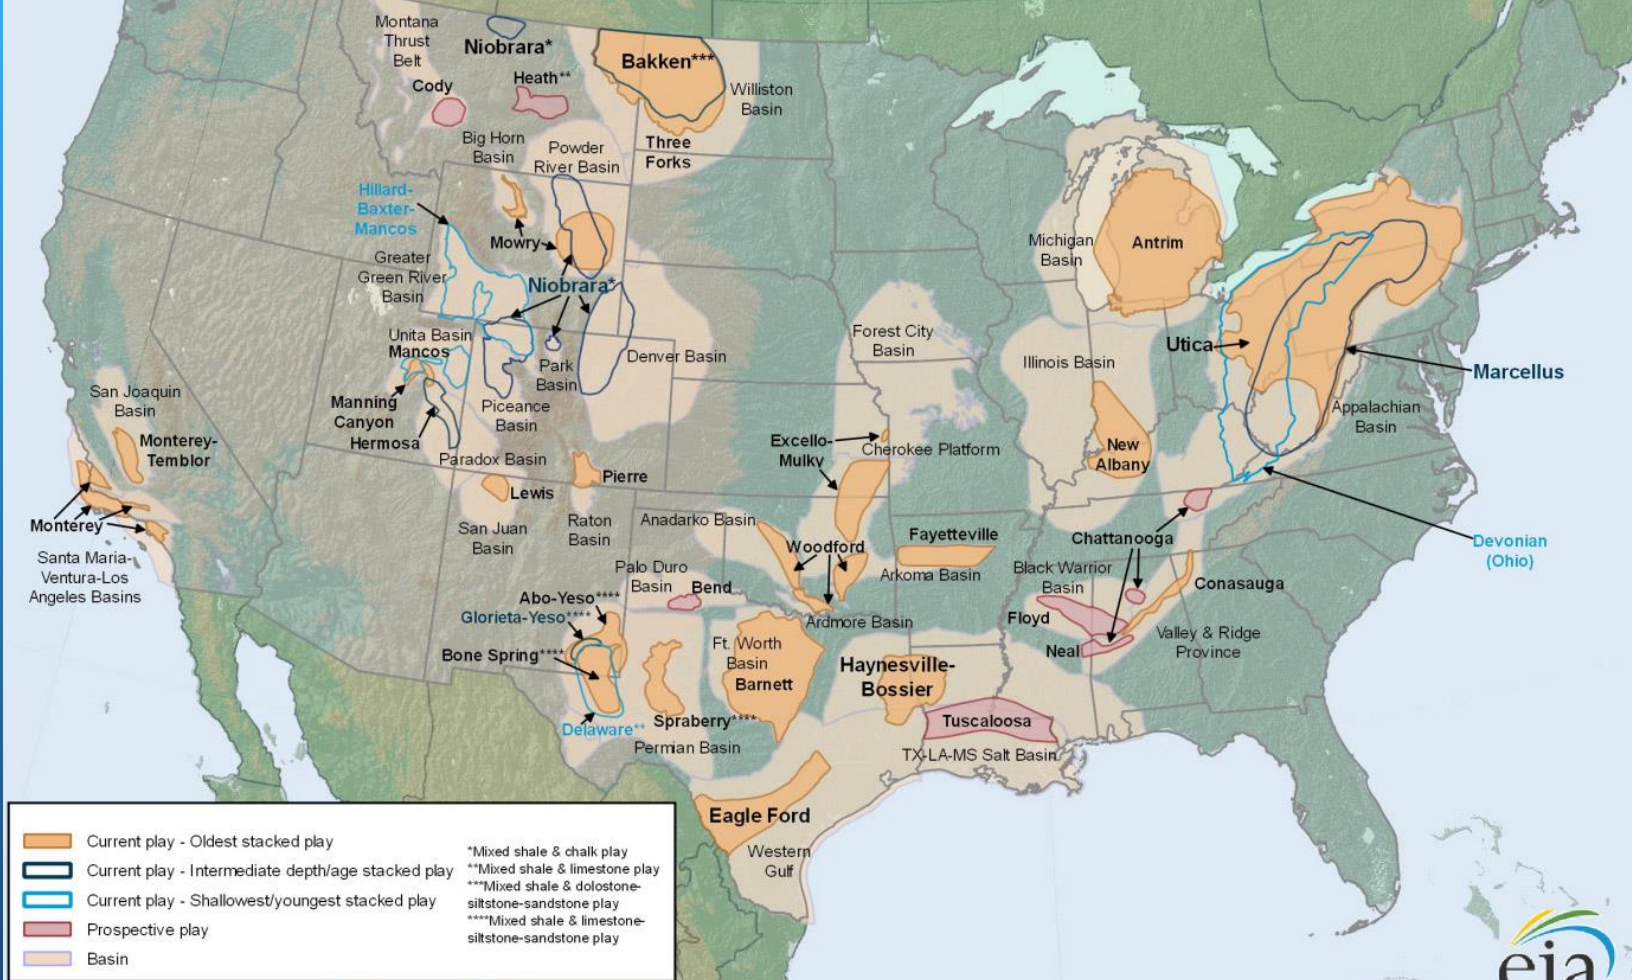 Montana
Thrust
Belt
Niobrara*
Bakken***
Cody
Heath**
Williston
Basin
Big Horn
Basin
Powder
River Basin
Three
Forks
Hillard-
Baxter-
Mancos
Mowry
Greater
Green River
Basin
Niobrara*
Michigan
Basin
Antrim
Unita Basin
Mancos
Park
Basin
Denver Basin
Forest City
Basin
Illinois Basin
Utica
Marcellus
San Joaquin
Basin
Manning
Canyon
Hermosa
Piceance
Basin
Appalachian
Basin
Monterey-
Temblor
Paradox Basin
Excello-
Mulky
Cherokee Platform
New
Albany
Pierre
Lewis
Monterey
San Juan
Basin
Raton
Basin
Anadarko Basin
Woodford
Fayetteville
Chattanooga
Devonian
(Ohio)
Santa Maria-
Ventura-Los
Angeles Basins
Palo Duro
Basin
Bend
Arkoma Basin
Black Warrior
Basin
Conasauga
Abo-Yeso****
Glorieta-Yeso****
Ardmore Basin
Floyd
Bone Spring****
Ft. Worth
Basin
Barnett
Haynesville-
Bossier
Neal
Valley & Ridge
Province
Delaware**
Spraberry****
Permian Basin
Tuscaloosa
TX-LA-MS Salt Basin
Eagle Ford
Western
Gulf
Current play - Oldest stacked play
Current play - Intermediate depth/age stacked play
Current play - Shallowest/youngest stacked play
Prospective play
Basin
*Mixed shale & chalk play
**Mixed shale & limestone play
***Mixed shale & dolostone-
siltstone-sandstone play
****Mixed shale & limestone-
siltstone-sandstone play
eia